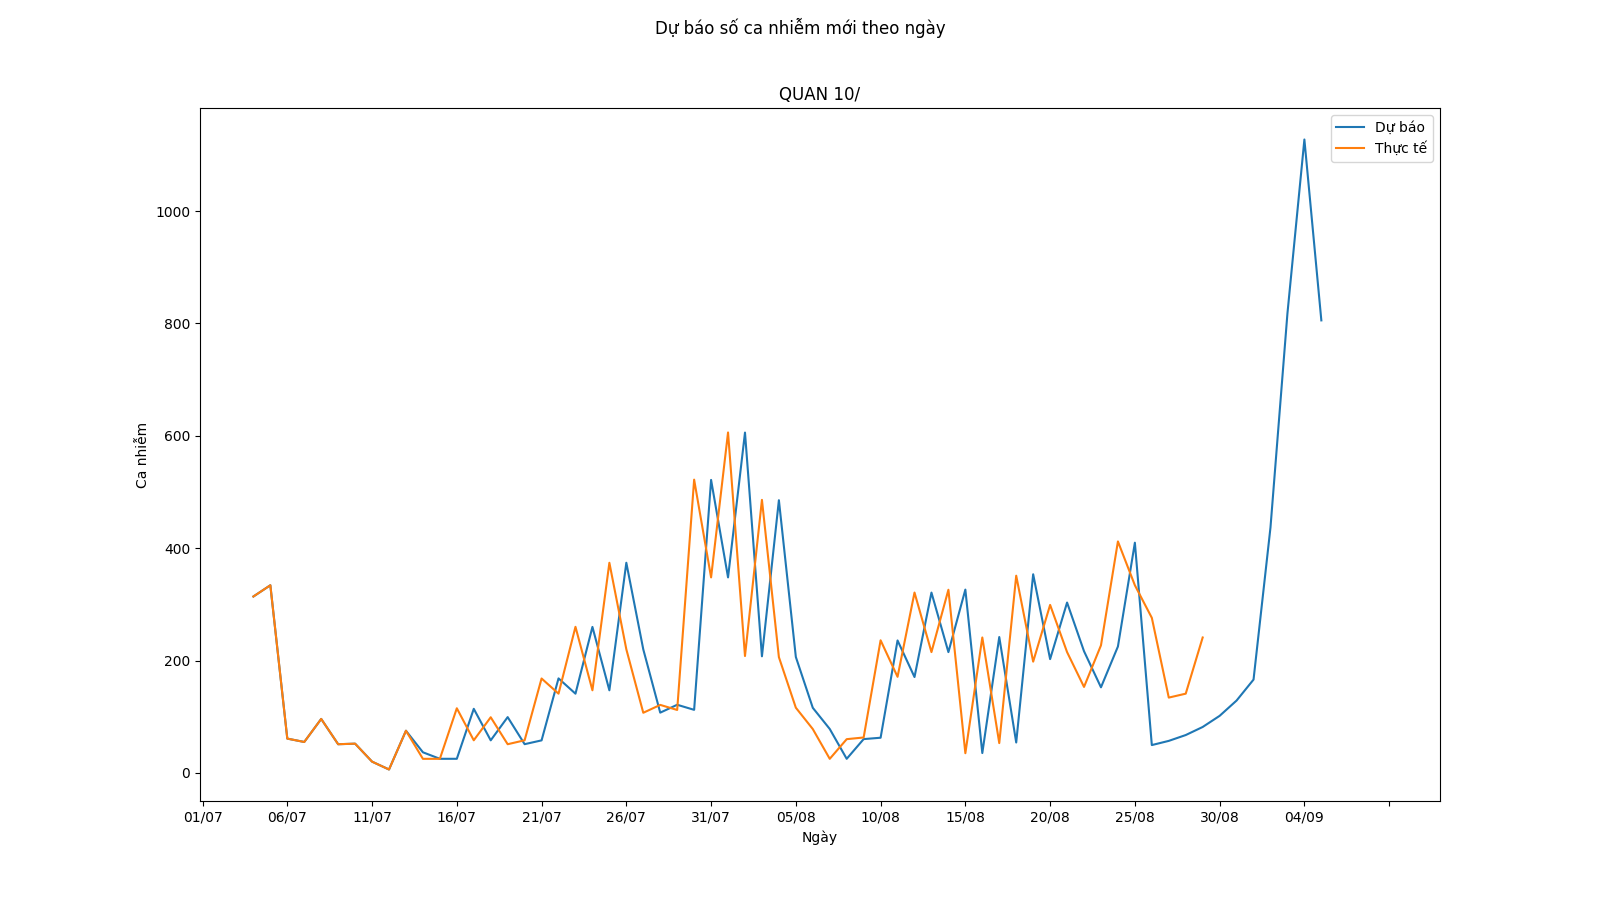 Dự báo số ca nhiễm mới theo ngày
QUAN 10/
Dự báo
Thực tế
1000
800
600
400
200
0
Ca nhiễm
01/07 06/07 11/07 16/07 21/07 26/07 31/07 05/08 10/08 15/08 20/08 25/08 30/08 04/09
Ngày